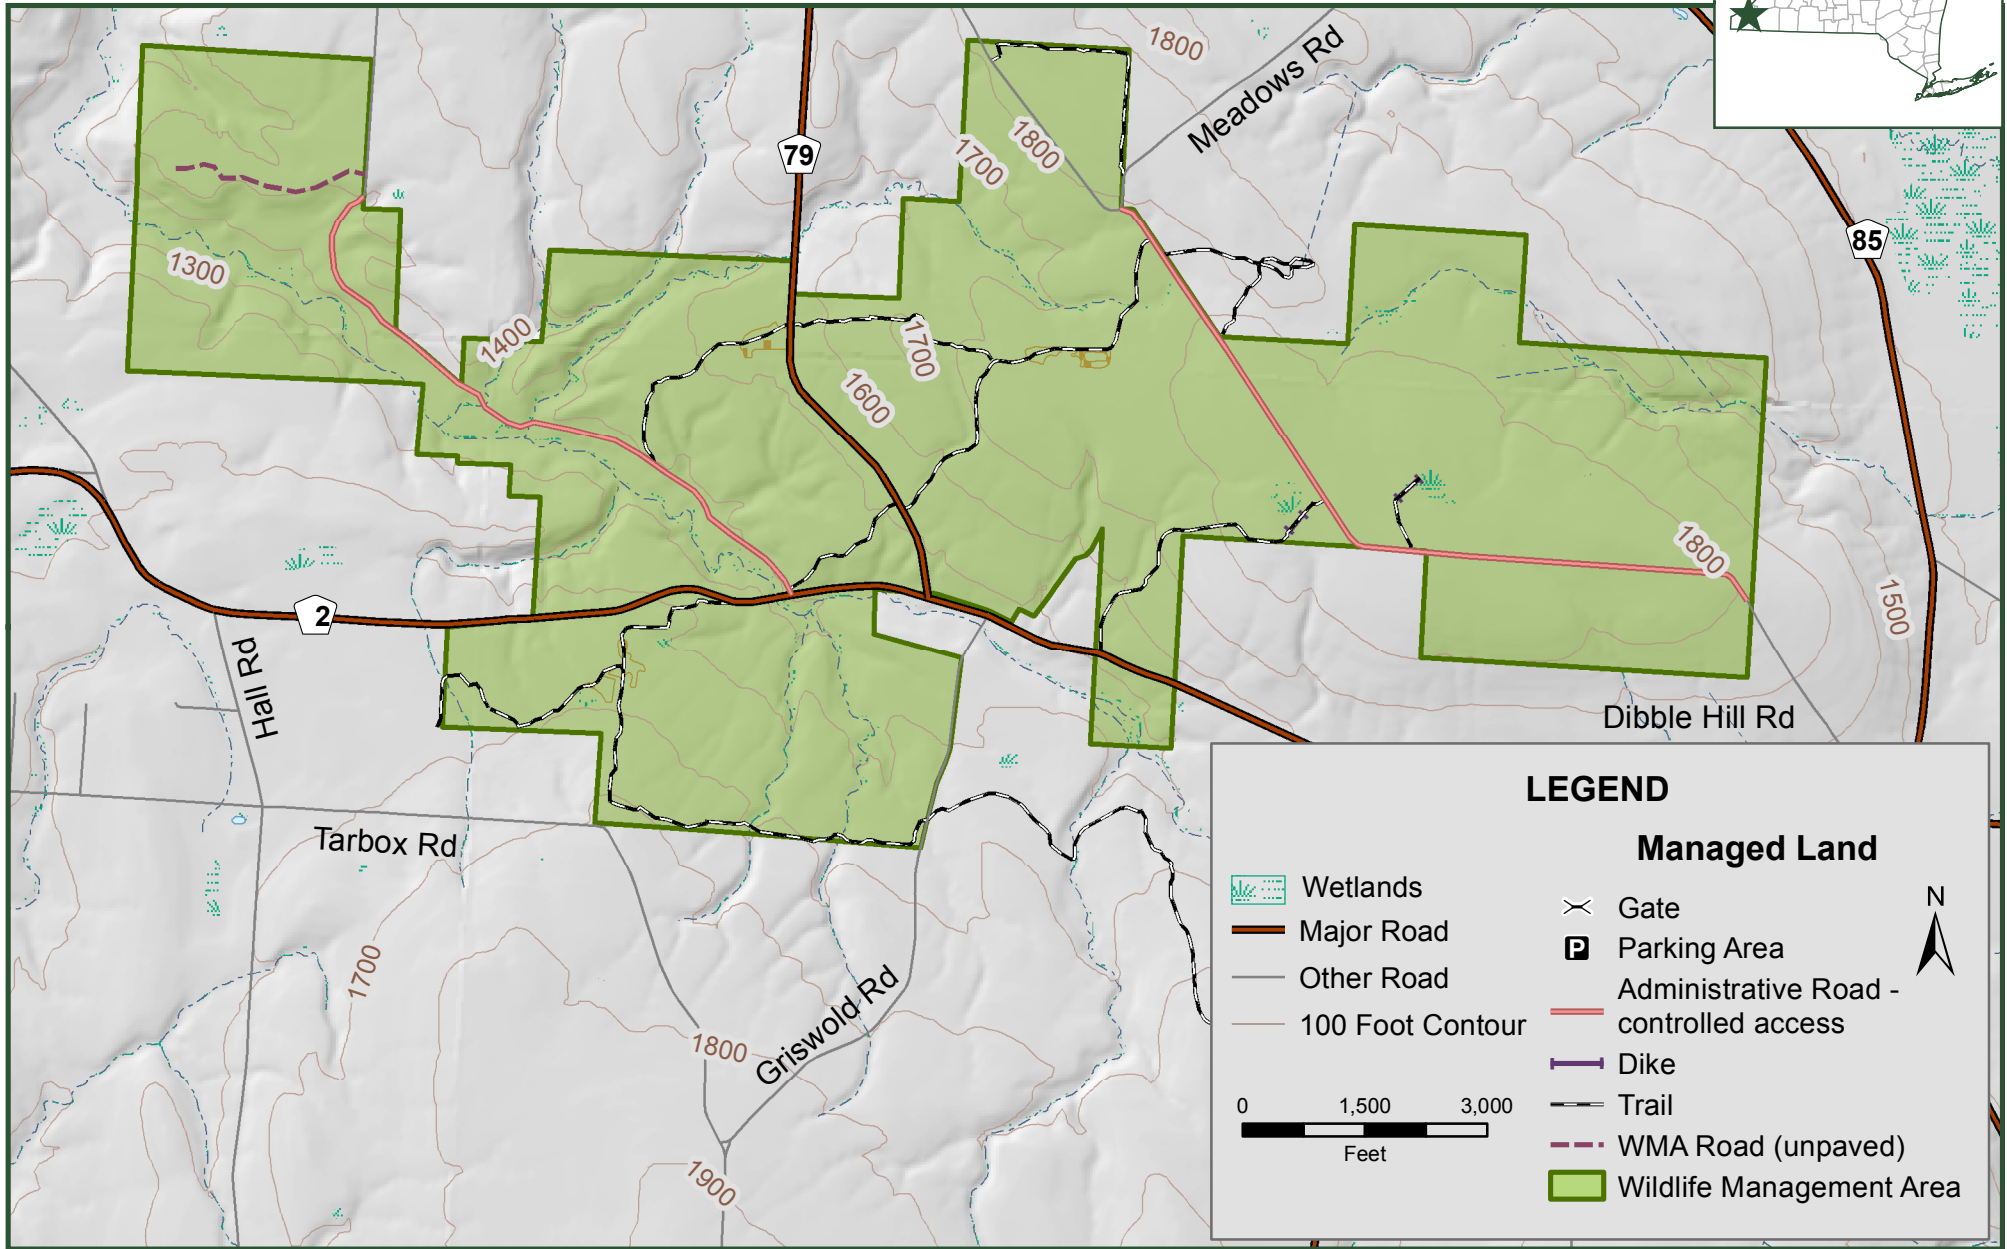 1800
Meadows Rd
79
1800
1700
85
1300
1400
1700
1600
1800
1500
2
Hall Rd
Dibble Hill Rd
Tarbox Rd
1700
1800
Griswold Rd
1900
LEGEND
Managed Land
Wetlands
Major Road
Other Road
100 Foot Contour
0 1,500 3,000
Feet
Gate
P
Parking Area
Administrative Road -
controlled access
Dike
Trail
WMA Road (unpaved)
Wildlife Management Area
N